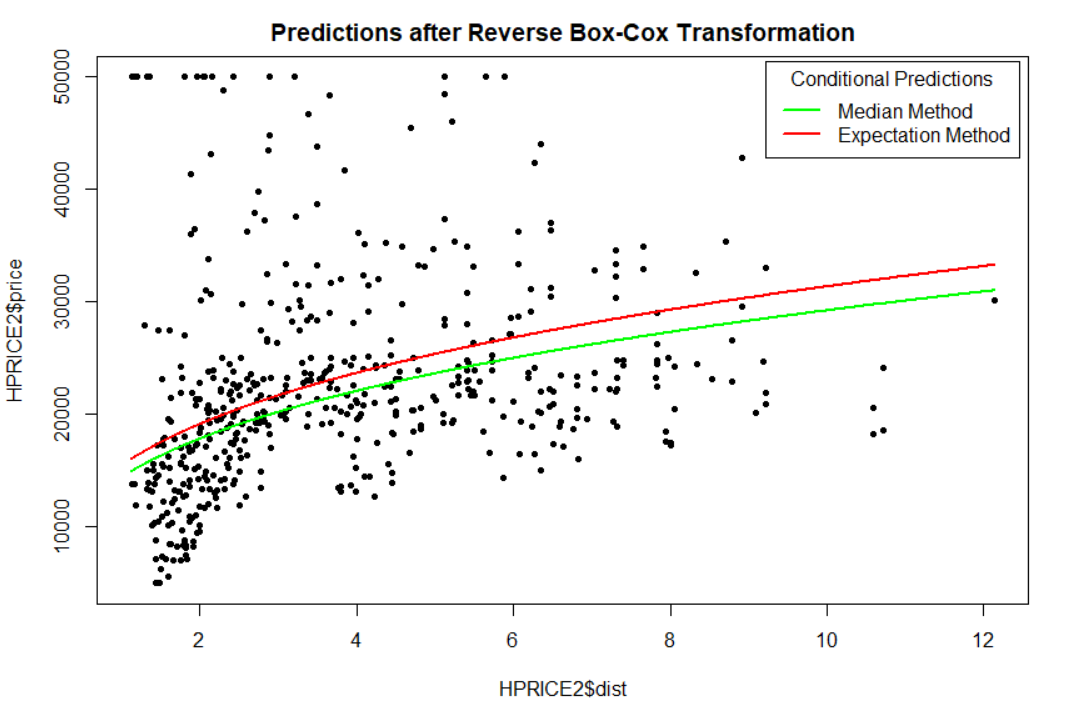 Predictions after Reverse Box-Cox Transformation
Conditional Predictions
Median Method
Expectation Method
HPRICE2$price
50000
40000
30000
20000
10000
2 4 6 8 10 12
HPRICE2$dist